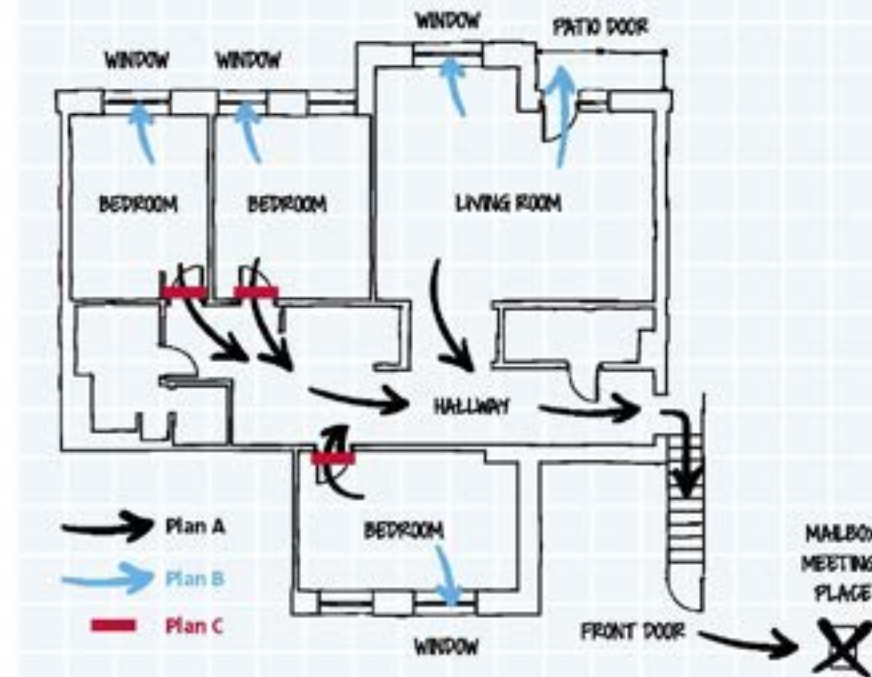 WINDOW
PATIO DOOR
WINDOW
WINDOW
BEDROOM
BEDROOM
LIVING ROOM
HALLWAY
Plan A
BEDROOM
MAILBOX
MEETING
PLACE
Plan B
Plan C
WINDOW
FRONT DOOR